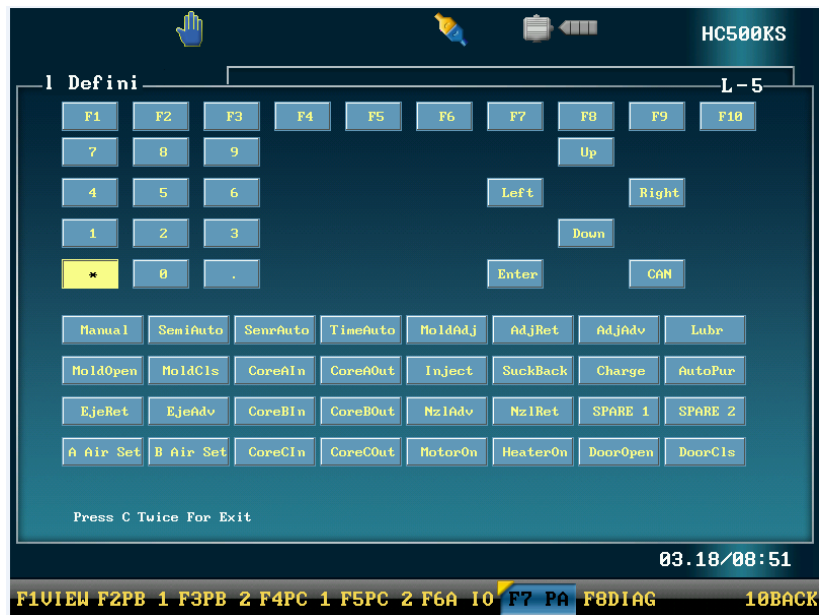 HC500KS
l Defini L-5
F1 F2 F3 F4 F5 F6 F7 F8 F9 F10
7 8 9 Up
4 5 6 Left Right
1 2 3 Down
* 0 . Enter CAN
Manual SemiAuto SenrAuto TimeAuto MoldAdj AdjRet AdjAdv Lubr
MoldOpen MoldCls CoreAIn CoreAOut Inject SuckBack Charge AutoPur
EjeRet EjeAdv CoreBIn CoreBOut NzlAdv NzlRet SPARE 1 SPARE 2
A Air Set B Air Set CoreCIn CoreCOut MotorOn HeaterOn DoorOpen DoorCls
Press C Twice For Exit
03.18/08:51
F1VIEW F2PB 1 F3PB 2 F4PC 1 F5PC 2 F6A IO F7 PA F8DIAG 10BACK